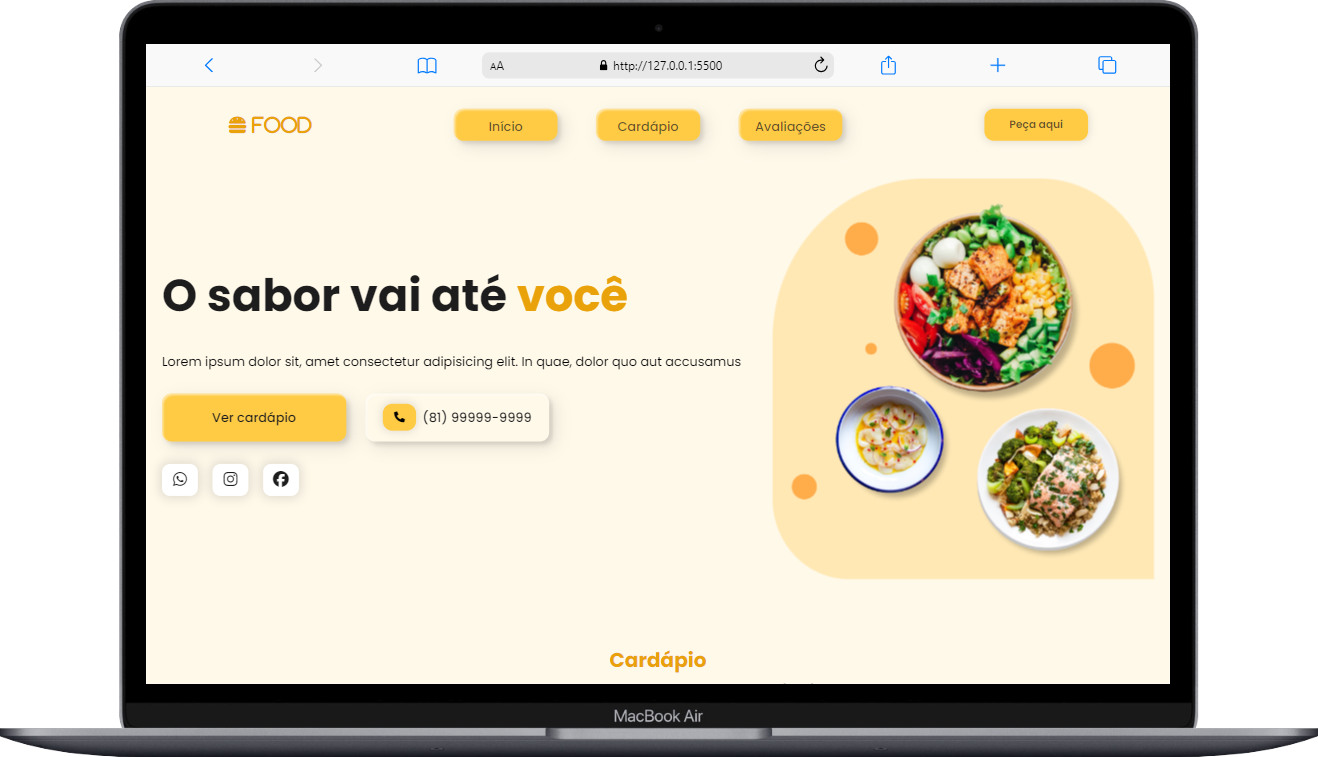 AA http://127.0.0.1:5500
FOOD Início Cardápio Avaliações Peça aqui
O sabor vai até você
Lorem ipsum dolor sit, amet consectetur adipisicing elit. In quae, dolor quo aut accusamus
Ver cardápio (81) 99999-9999
Cardápio
MacBook Air